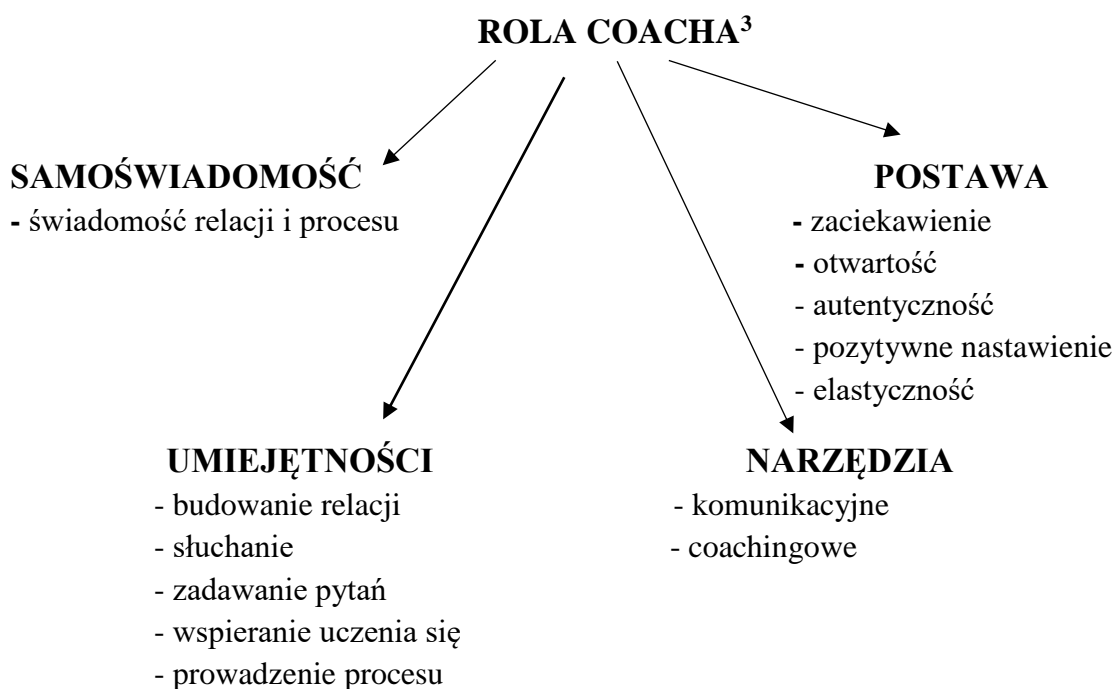 ROLA COACHA³
SAMOŚWIADOMOŚĆ
- świadomość relacji i procesu
POSTAWA
- zaciekawienie
- otwartość
- autentyczność
- pozytywne nastawienie
- elastyczność
UMIEJĘTNOŚCI
- budowanie relacji
- słuchanie
- zadawanie pytań
- wspieranie uczenia się
- prowadzenie procesu
NARZĘDZIA
- komunikacyjne
- coachingowe